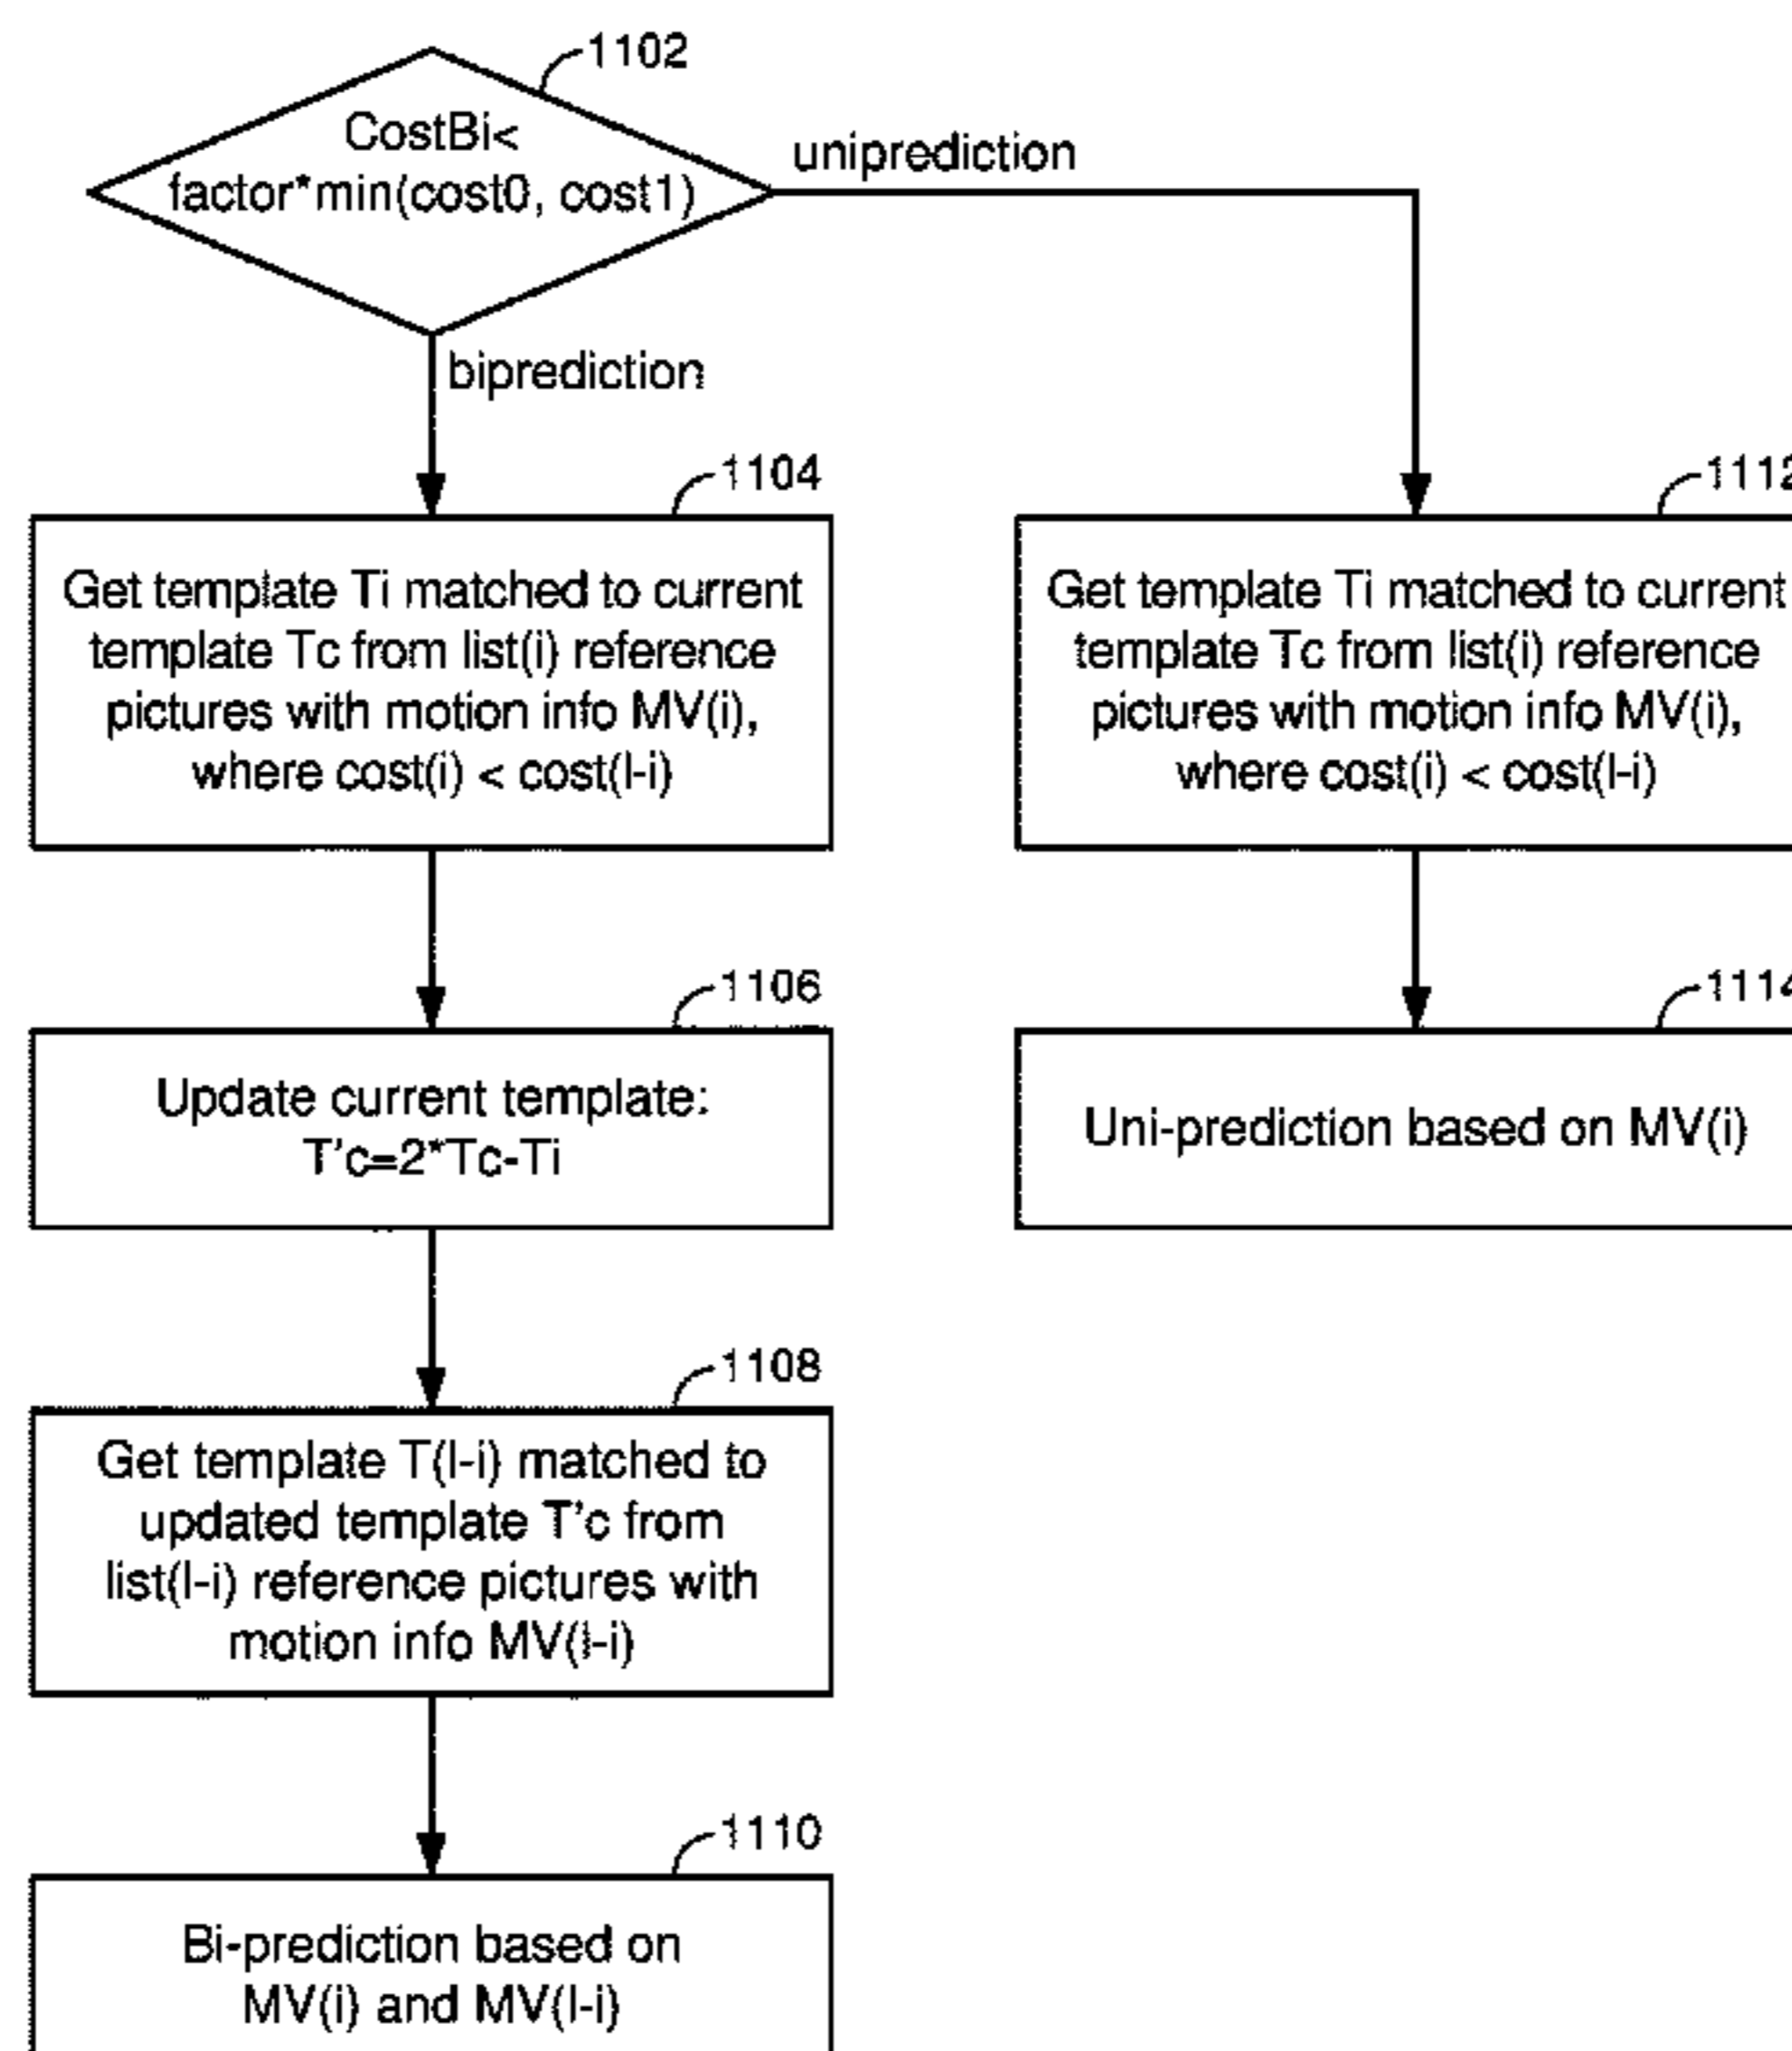 1102
CostBi<
factor*min(cost0, cost1)
uniprediction
biprediction
1104
Get template Ti matched to current
template Tc from list(i) reference
pictures with motion info MV(i),
where cost(i) < cost(l-i)
1112
Get template Ti matched to current
template Tc from list(i) reference
pictures with motion info MV(i),
where cost(i) < cost(l-i)
1106
Update current template:
T'c=2*Tc-Ti
1114
Uni-prediction based on MV(i)
1108
Get template T(l-i) matched to
updated template T'c from
list(l-i) reference pictures with
motion info MV(l-i)
1110
Bi-prediction based on
MV(i) and MV(l-i)